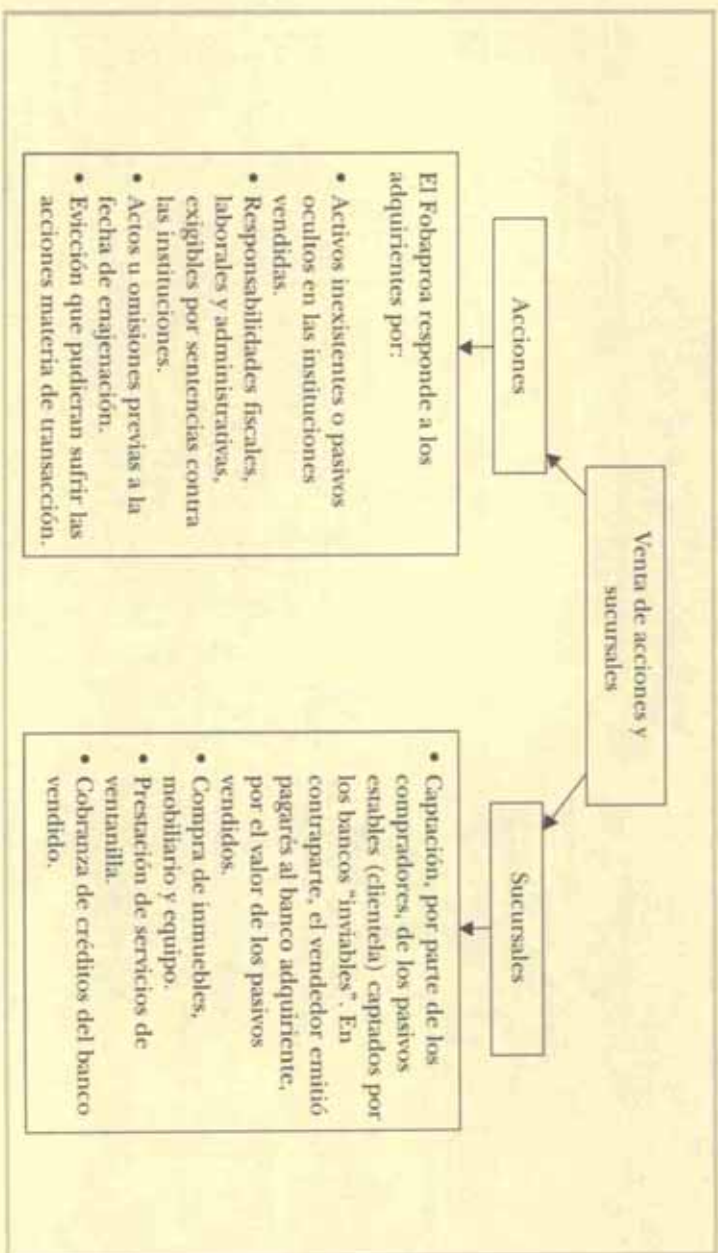 Venta de acciones y
sucursales
Acciones
El Fobaproa responde a los
adquirientes por:
• Activos inexistentes o pasivos
ocultos en las instituciones
vendidas.
• Responsabilidades fiscales,
laborales y administrativas,
exigibles por sentencias contra
las instituciones.
• Actos u omisiones previas a la
fecha de enajenación.
• Evicción que pudieran sufrir las
acciones materia de transacción.
Sucursales
• Captación, por parte de los
compradores, de los pasivos
estables (clientela) captados por
los bancos “inviables”. En
contraparte, el vendedor emitió
pagarés al banco adquiriente,
por el valor de los pasivos
vendidos.
• Compra de inmuebles,
mobiliario y equipo.
• Prestación de servicios de
ventanilla.
• Cobranza de créditos del banco
vendido.